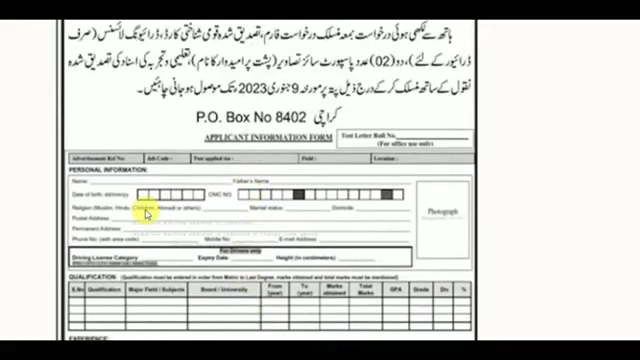 ہاتھ سے لکھی ہوئی درخواست بمعہ منسلک درخواست فارم، تصدیق شدہ قومی شناختی کارڈ، ڈرائیونگ لائسنس (صرف
ڈرائیور کے لئے)، دو (02) عدد پاسپورٹ سائز تصاویر (پشت پر امیدوار کا نام)، تعلیمی و تجربہ کی اسناد کی تصدیق شدہ
نقول کے ساتھ منسلک کر کے درج ذیل پتہ پر مورخہ 9 جنوری 2023، تک موصول ہو جانی چاہئیں۔
P.O. Box No 8402 کراچی
APPLICANT INFORMATION FORM
Test Letter Roll No.
(For office use only)
Advertisement Ref No: Job Code: Post applied for: Field: Location:
PERSONAL INFORMATION:
Name: Father's Name:
Date of birth: dd/mm/yy CNIC NO
Religion (Muslim, Hindu, Christian, Ahmadi or others): Marital status: Domicile:
Photograph
Postal Address:
Permanent Address:
Phone No: (with area code): Mobile No: E-mail Address:
For Drivers only
Driving License Category Expiry Date: Height (in centimeters)
QUALIFICATION: (Qualification must be entered in order from Matric to Last Degree, marks obtained and total marks must be mentioned)
S.No Qualification Major Field / Subjects Board / University From (year) To (year) Marks obtained Total Marks GPA Grade Div %
EXPERIENCE: